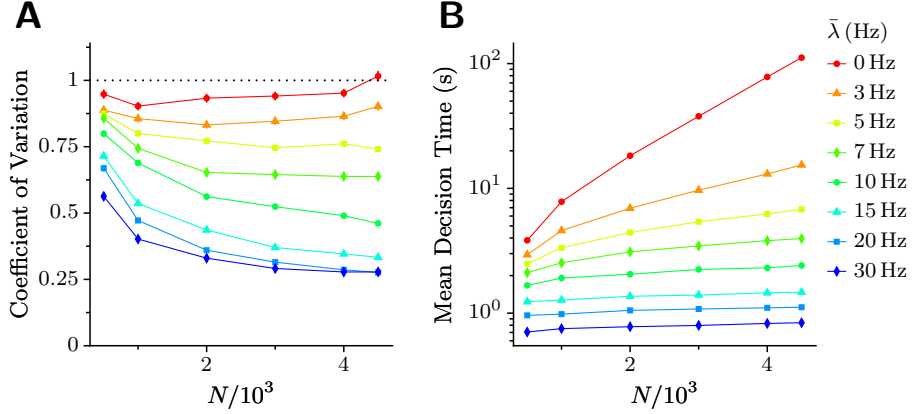 A
Coefficient of Variation
1
0.75
0.5
0.25
0
2
4
N/10³
B
Mean Decision Time (s)
10²
10¹
10⁰
2
4
N/10³
λ̄ (Hz)
0 Hz
3 Hz
5 Hz
7 Hz
10 Hz
15 Hz
20 Hz
30 Hz